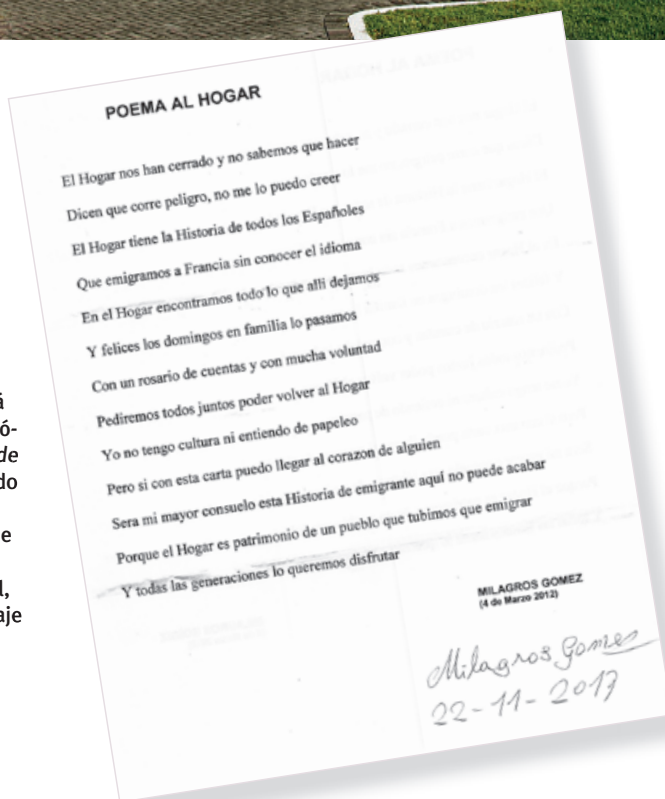 POEMA AL HOGAR
El Hogar nos han cerrado y no sabemos que hacer
Dicen que corre peligro, no me lo puedo creer
El Hogar tiene la Historia de todos los Españoles
Que emigramos a Francia sin conocer el idioma
En el Hogar encontramos todo lo que alli dejamos
Y felices los domingos en familia lo pasamos
Con un rosario de cuentas y con mucha voluntad
Pediremos todos juntos poder volver al Hogar
Yo no tengo cultura ni entiendo de papeleo
Pero si con esta carta puedo llegar al corazon de alguien
Sera mi mayor consuelo esta Historia de emigrante aquí no puede acabar
Porque el Hogar es patrimonio de un pueblo que tubimos que emigrar
Y todas las generaciones lo queremos disfrutar
MILAGROS GOMEZ
(4 de Marzo 2012)
Milagros Gomez
22-11-2017
á
ó-
de
do
e
l,
aje